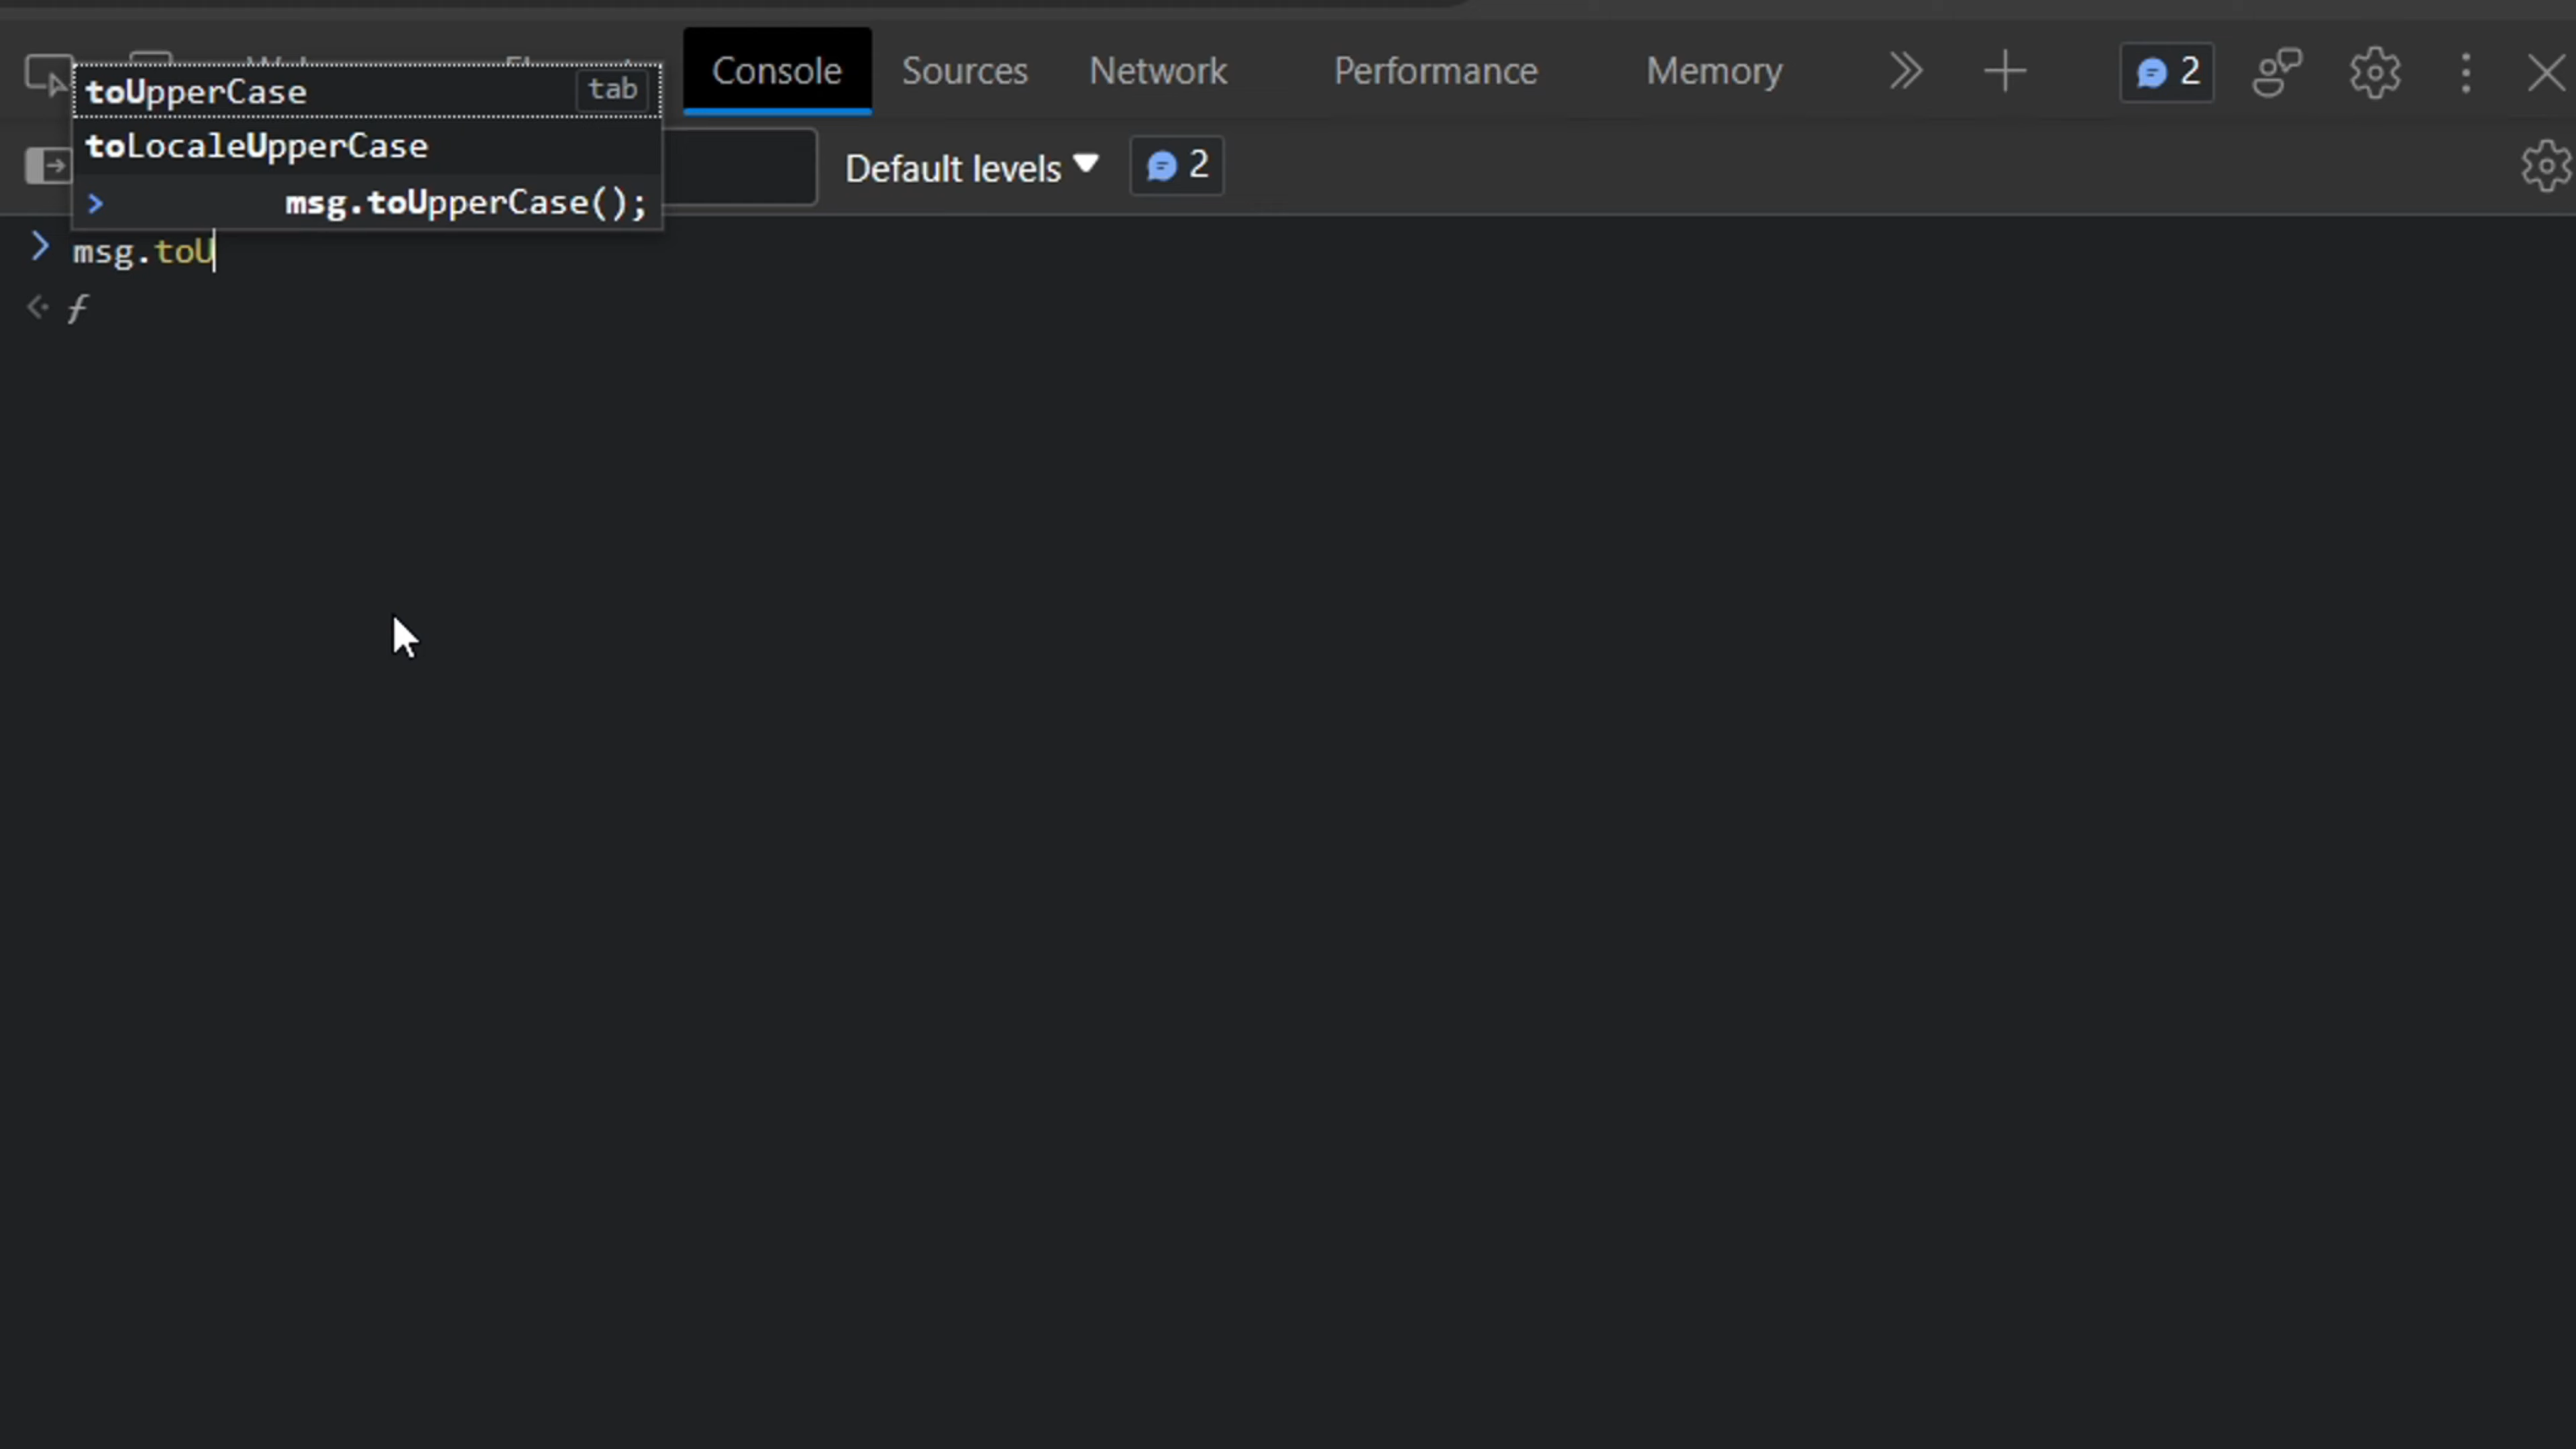 Console Sources Network Performance Memory 2
toUpperCase tab
toLocaleUpperCase
Default levels 2
> msg.toUpperCase();
> msg.toU
f